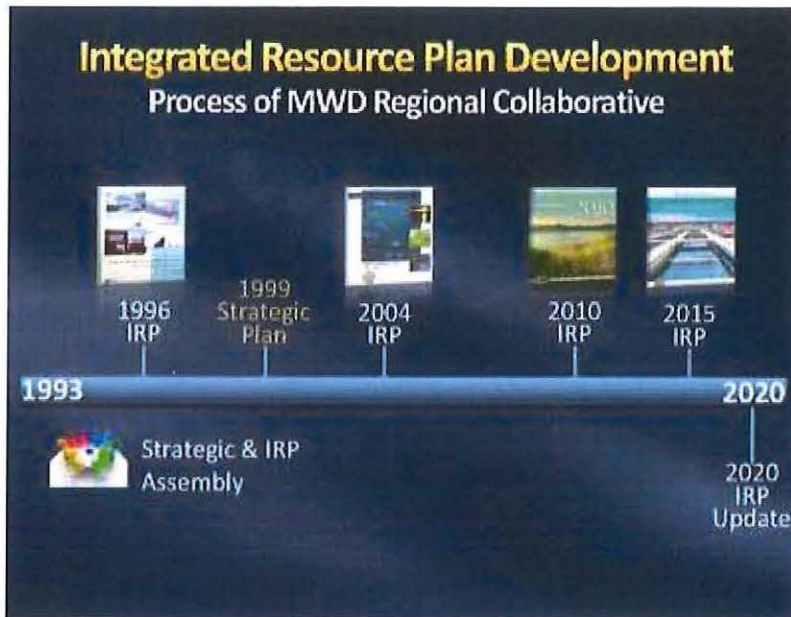 Integrated Resource Plan Development
Process of MWD Regional Collaborative
1996
IRP
1999
Strategic
Plan
2004
IRP
2010
IRP
2015
IRP
1993
2020
Strategic & IRP
Assembly
2020
IRP
Update